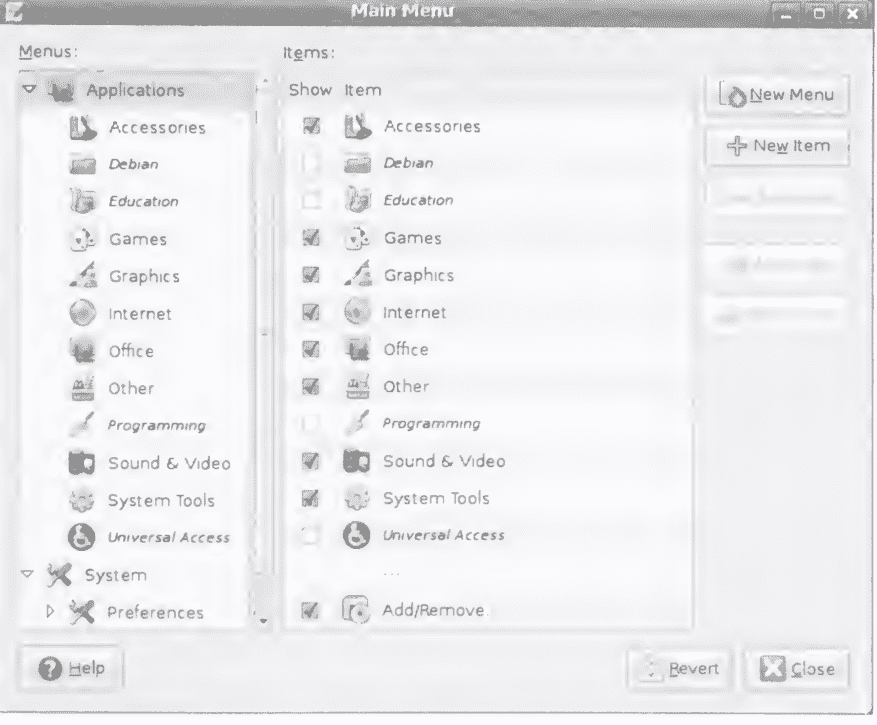 Main Menu
Menus:
Applications
Accessories
Debian
Education
Games
Graphics
Internet
Office
Other
Programming
Sound & Video
System Tools
Universal Access
System
Preferences
Items:
Show Item
Accessories
Debian
Education
Games
Graphics
Internet
Office
Other
Programming
Sound & Video
System Tools
Universal Access
...
Add/Remove
New Menu
New Item
Help
Revert
Close